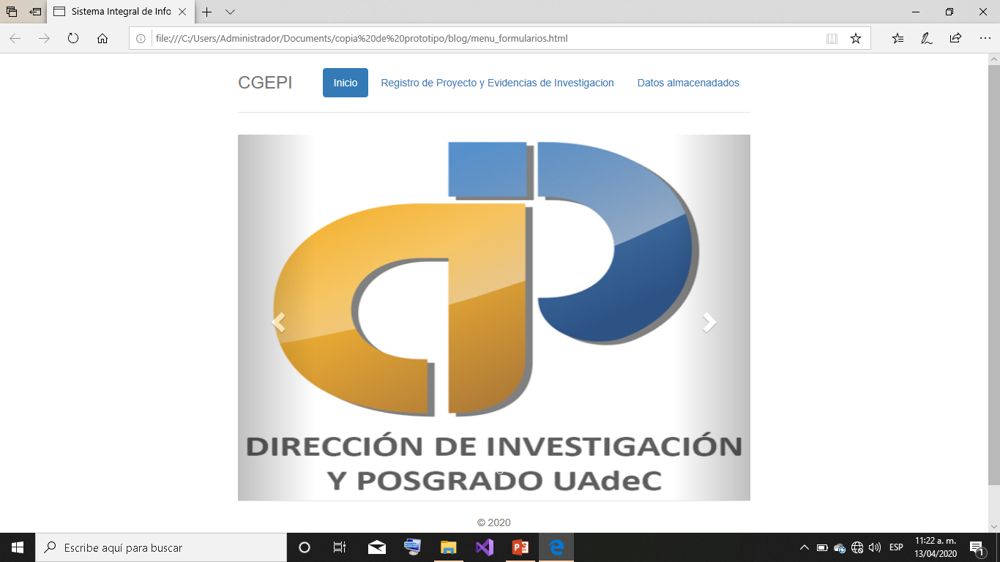 Sistema Integral de Info
file:///C:/Users/Administrador/Documents/copia%20de%20prototipo/blog/menu_formularios.html
CGEPI
Inicio
Registro de Proyecto y Evidencias de Investigacion
Datos almacenadados
DIRECCIÓN DE INVESTIGACIÓN
Y POSGRADO UAdeC
© 2020
Escribe aquí para buscar
ESP
11:22 a. m.
13/04/2020
1